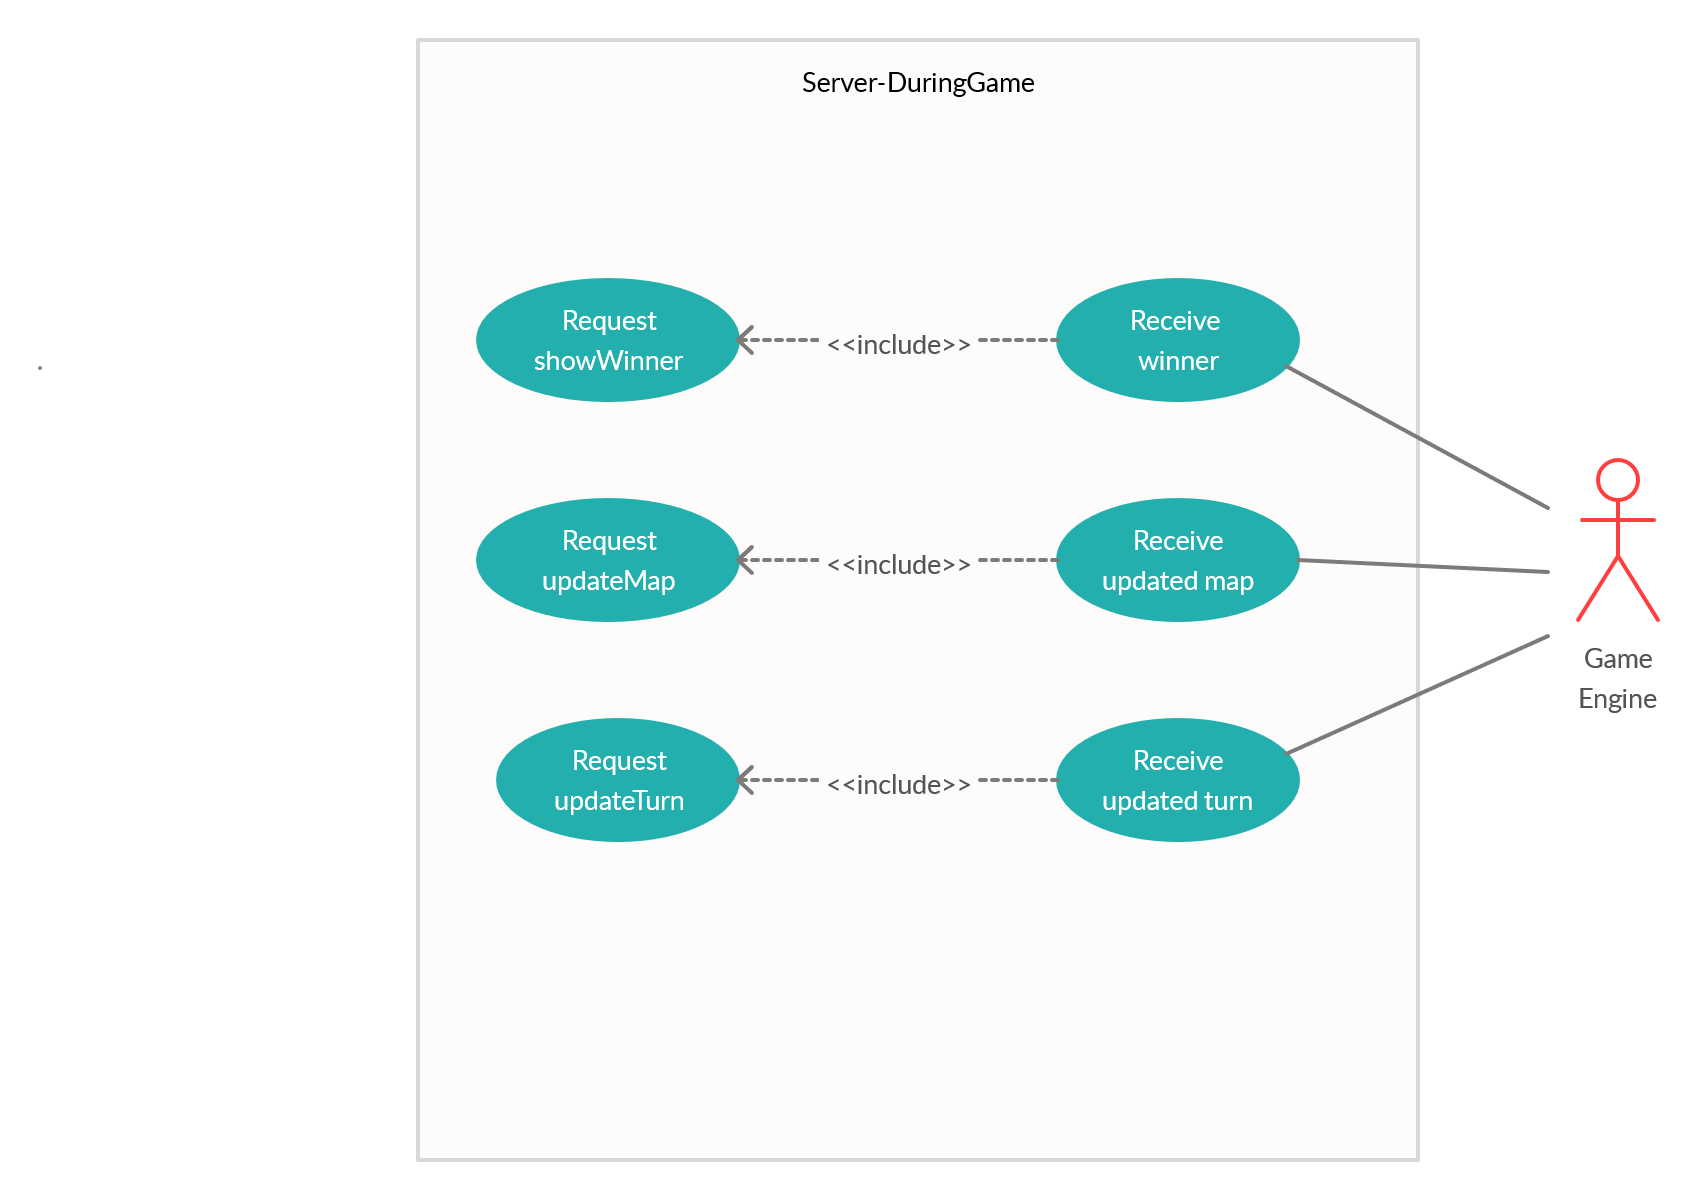 Server-DuringGame
Request
showWinner
<<include>>
Receive
winner
Request
updateMap
<<include>>
Receive
updated map
Game
Engine
Request
updateTurn
<<include>>
Receive
updated turn